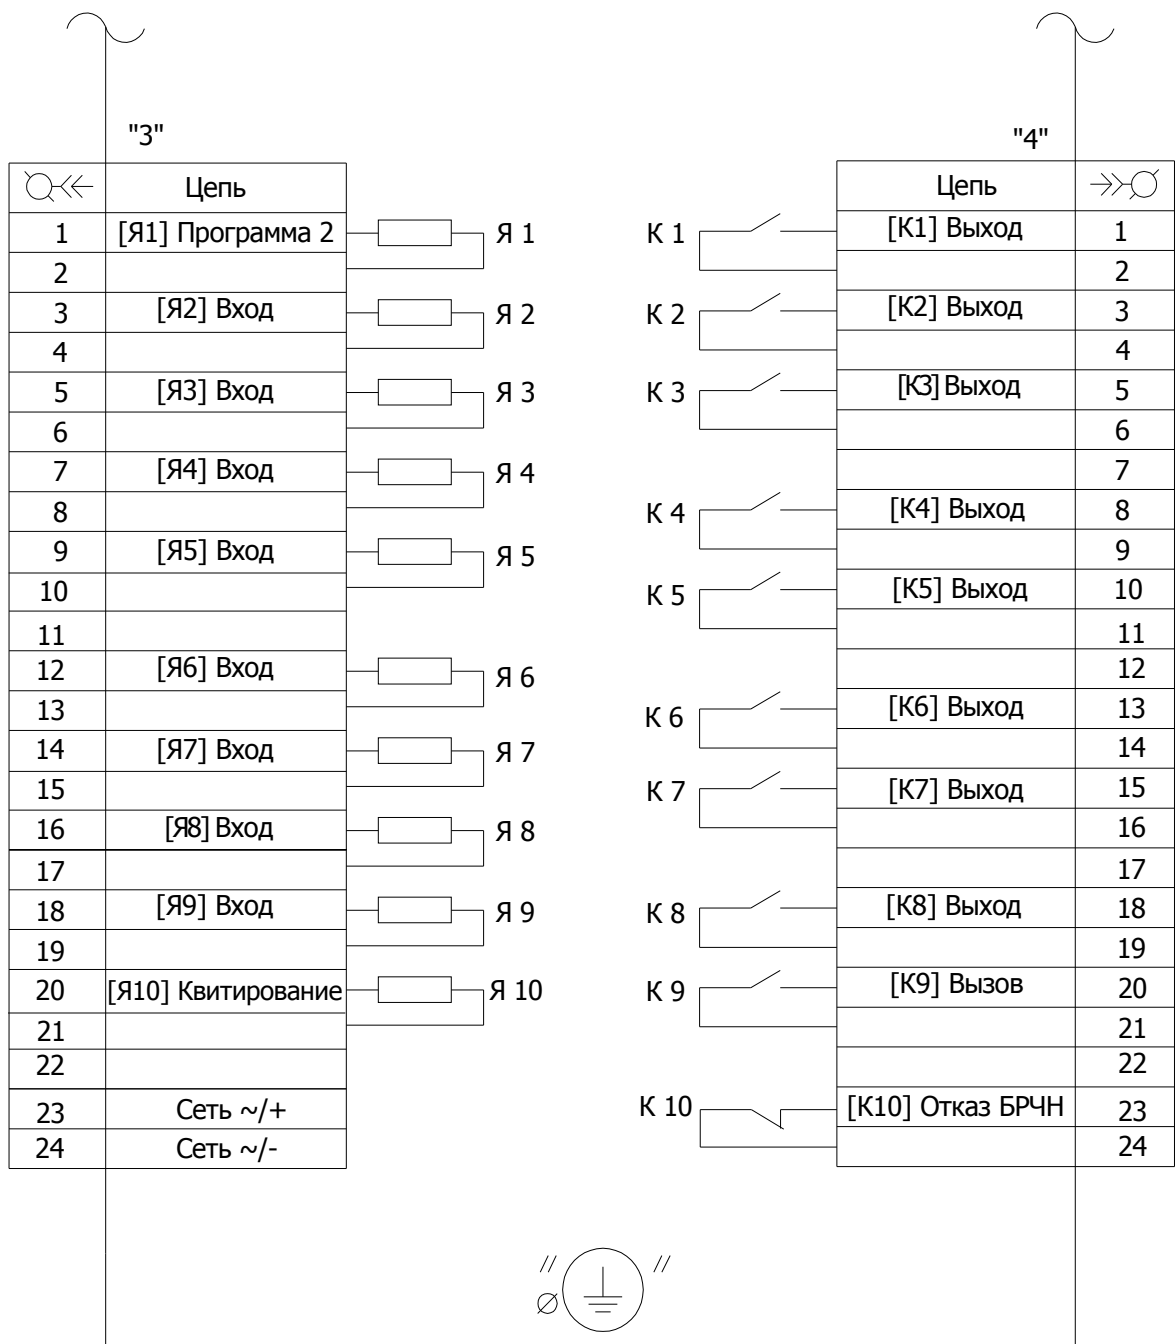 "3"
Цепь
1 [Я1] Программа 2 Я 1
2
3 [Я2] Вход Я 2
4
5 [Я3] Вход Я 3
6
7 [Я4] Вход Я 4
8
9 [Я5] Вход Я 5
10
11
12 [Я6] Вход Я 6
13
14 [Я7] Вход Я 7
15
16 [Я8] Вход Я 8
17
18 [Я9] Вход Я 9
19
20 [Я10] Квитирование Я 10
21
22
23 Сеть ~/+
24 Сеть ~/-
"4"
Цепь
К 1 [К1] Выход 1
2
К 2 [К2] Выход 3
4
К 3 [К3] Выход 5
6
7
К 4 [К4] Выход 8
9
К 5 [К5] Выход 10
11
12
К 6 [К6] Выход 13
14
К 7 [К7] Выход 15
16
17
К 8 [К8] Выход 18
19
К 9 [К9] Вызов 20
21
22
К 10 [К10] Отказ БРЧН 23
24